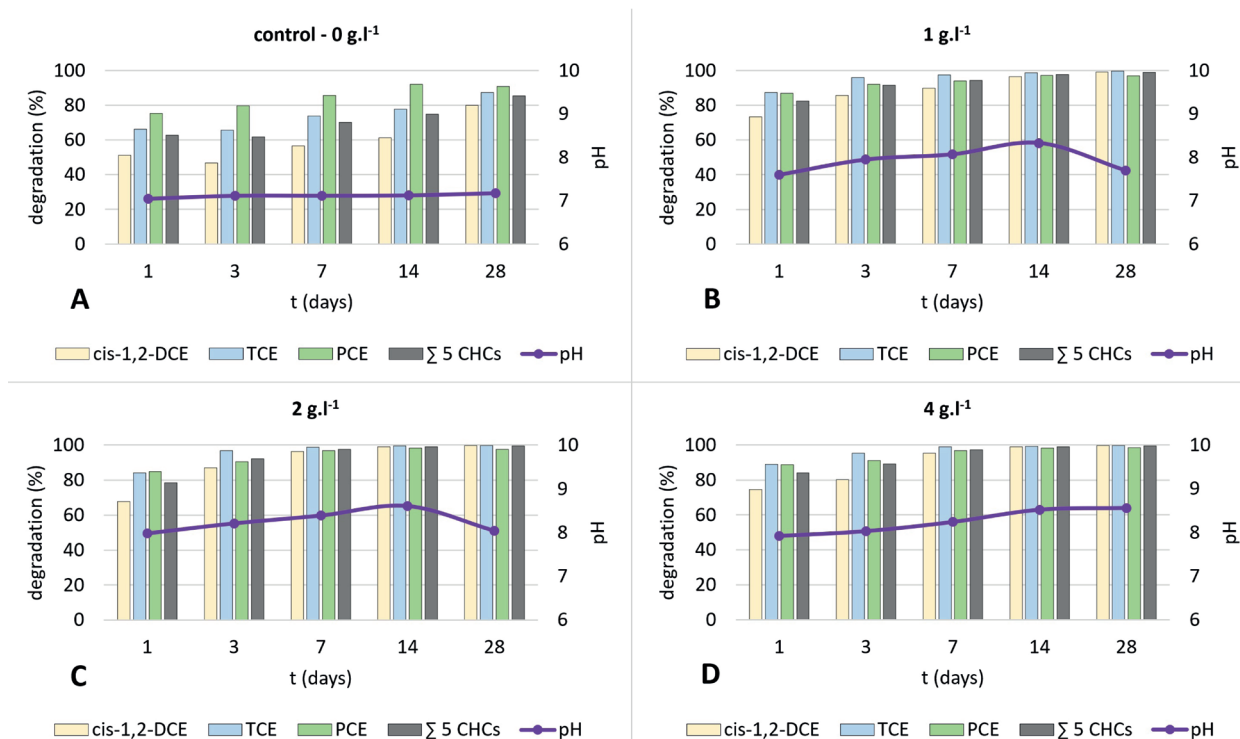 control - 0 g.l⁻¹
100
80
60
40
20
0
degradation (%)
10
9
8
7
6
pH
1 3 7 14 28
t (days)
A
cis-1,2-DCE TCE PCE ∑ 5 CHCs pH
1 g.l⁻¹
100
80
60
40
20
0
degradation (%)
10
9
8
7
6
pH
1 3 7 14 28
t (days)
B
cis-1,2-DCE TCE PCE ∑ 5 CHCs pH
2 g.l⁻¹
100
80
60
40
20
0
degradation (%)
10
9
8
7
6
pH
1 3 7 14 28
t (days)
C
cis-1,2-DCE TCE PCE ∑ 5 CHCs pH
4 g.l⁻¹
100
80
60
40
20
0
degradation (%)
10
9
8
7
6
pH
1 3 7 14 28
t (days)
D
cis-1,2-DCE TCE PCE ∑ 5 CHCs pH